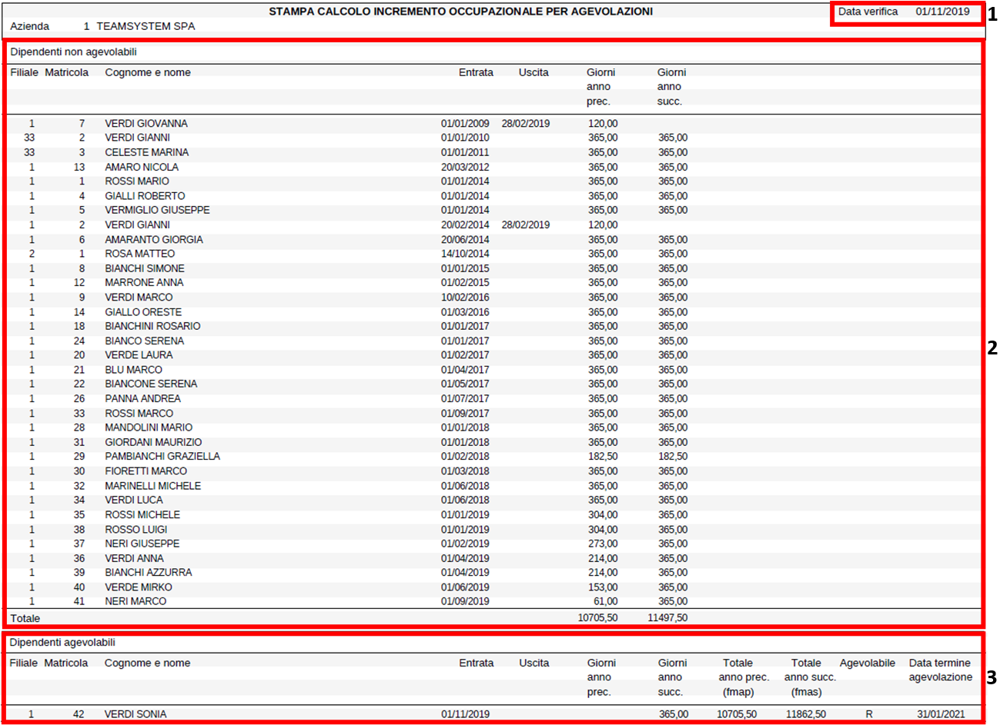 STAMPA CALCOLO INCREMENTO OCCUPAZIONALE PER AGEVOLAZIONI Data verifica 01/11/2019 1
Azienda 1 TEAMSYSTEM SPA
Dipendenti non agevolabili
Filiale Matricola Cognome e nome Entrata Uscita Giorni Giorni
anno anno
prec. succ.
1 7 VERDI GIOVANNA 01/01/2009 28/02/2019 120,00
33 2 VERDI GIANNI 01/01/2010 365,00 365,00
33 3 CELESTE MARINA 01/01/2011 365,00 365,00
1 13 AMARO NICOLA 20/03/2012 365,00 365,00
1 1 ROSSI MARIO 01/01/2014 365,00 365,00
1 4 GIALLI ROBERTO 01/01/2014 365,00 365,00
1 5 VERMIGLIO GIUSEPPE 01/01/2014 365,00 365,00
1 2 VERDI GIANNI 20/02/2014 28/02/2019 120,00
1 6 AMARANTO GIORGIA 20/06/2014 365,00 365,00
2 1 ROSA MATTEO 14/10/2014 365,00 365,00
1 8 BIANCHI SIMONE 01/01/2015 365,00 365,00
1 12 MARRONE ANNA 01/02/2015 365,00 365,00
1 9 VERDI MARCO 10/02/2016 365,00 365,00
1 14 GIALLO ORESTE 01/03/2016 365,00 365,00
1 18 BIANCHINI ROSARIO 01/01/2017 365,00 365,00
1 24 BIANCO SERENA 01/01/2017 365,00 365,00
1 20 VERDE LAURA 01/02/2017 365,00 365,00
2
1 21 BLU MARCO 01/04/2017 365,00 365,00
1 22 BIANCONE SERENA 01/05/2017 365,00 365,00
1 26 PANNA ANDREA 01/07/2017 365,00 365,00
1 33 ROSSI MARCO 01/09/2017 365,00 365,00
1 28 MANDOLINI MARIO 01/01/2018 365,00 365,00
1 31 GIORDANI MAURIZIO 01/01/2018 365,00 365,00
1 29 PAMBIANCHI GRAZIELLA 01/02/2018 182,50 182,50
1 30 FIORETTI MARCO 01/03/2018 365,00 365,00
1 32 MARINELLI MICHELE 01/06/2018 365,00 365,00
1 34 VERDI LUCA 01/06/2018 365,00 365,00
1 35 ROSSI MICHELE 01/01/2019 304,00 365,00
1 38 ROSSO LUIGI 01/01/2019 304,00 365,00
1 37 NERI GIUSEPPE 01/02/2019 273,00 365,00
1 36 VERDI ANNA 01/04/2019 214,00 365,00
1 39 BIANCHI AZZURRA 01/04/2019 214,00 365,00
1 40 VERDE MIRKO 01/06/2019 153,00 365,00
1 41 NERI MARCO 01/09/2019 61,00 365,00
Totale 10705,50 11497,50
Dipendenti agevolabili
Filiale Matricola Cognome e nome Entrata Uscita Giorni Giorni Totale Totale Agevolabile Data termine
anno anno anno prec. anno succ. agevolazione 3
prec. succ. (fmap) (fmas)
1 42 VERDI SONIA 01/11/2019 365,00 10705,50 11862,50 R 31/01/2021